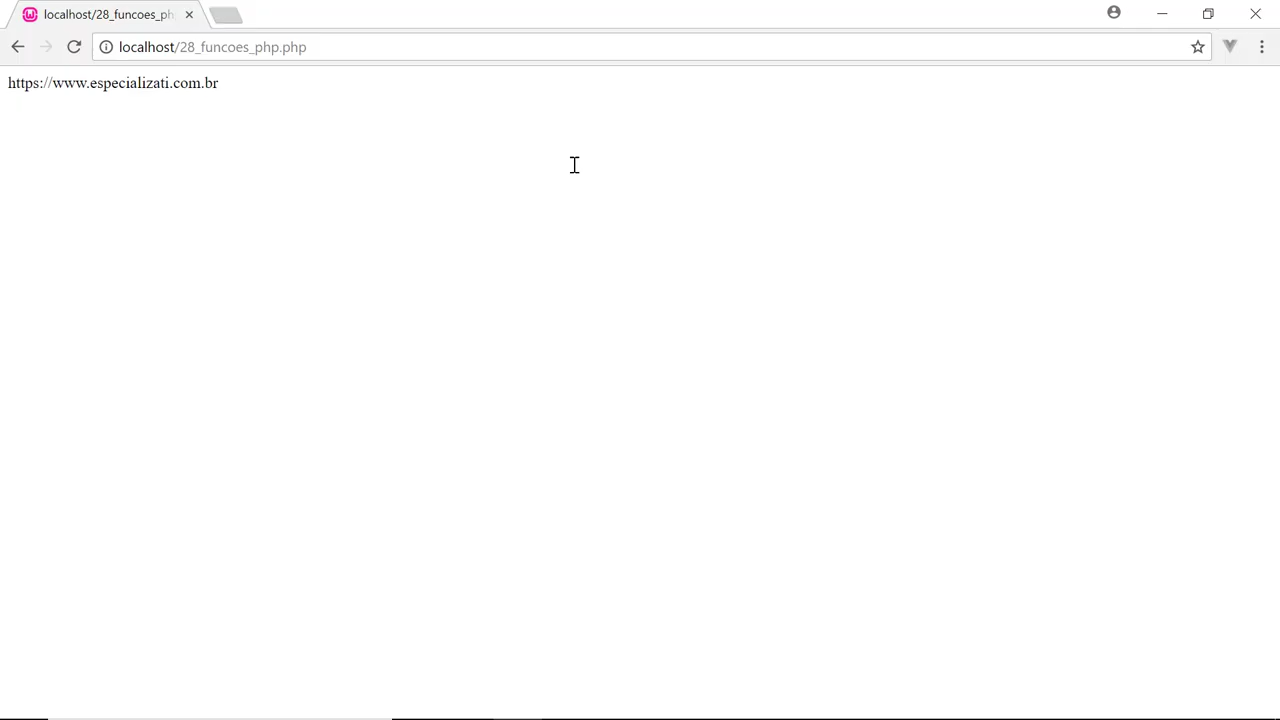 localhost/28_funcoes_ph
localhost/28_funcoes_php.php
https://www.especializati.com.br